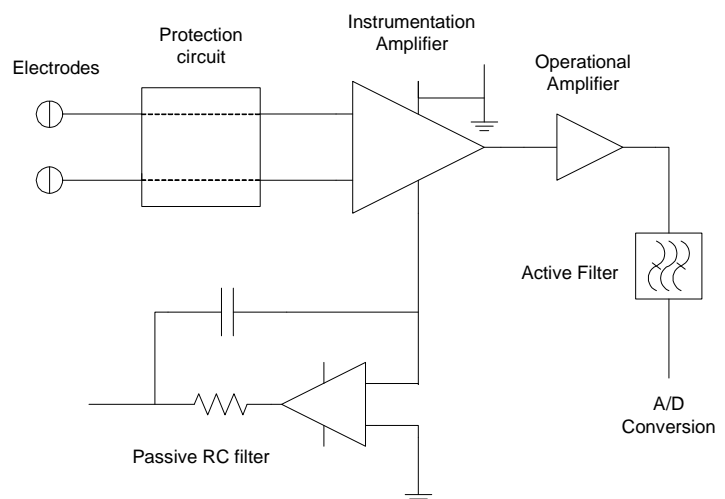 Electrodes
Protection
circuit
Instrumentation
Amplifier
Operational
Amplifier
Active Filter
Passive RC filter
A/D
Conversion